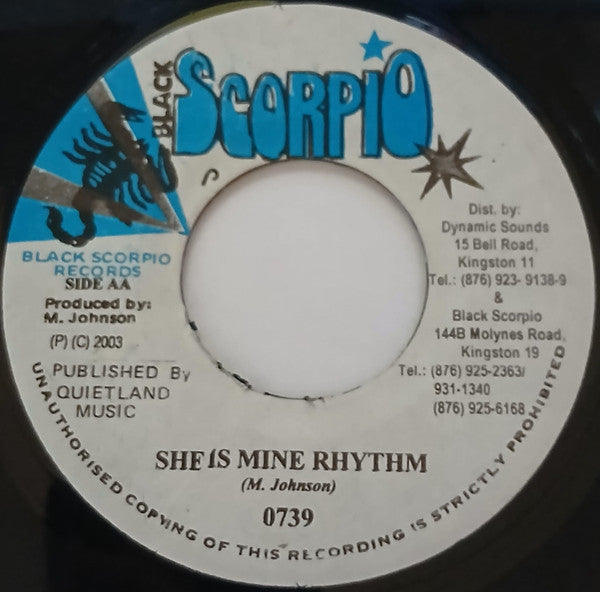 BLACK
SCORPIO
BLACK SCORPIO
RECORDS
SIDE AA
Produced by:
M. Johnson
(P) (C) 2003
PUBLISHED By
QUIETLAND
MUSIC
Dist. by:
Dynamic Sounds
15 Bell Road,
Kingston 11
Tel.: (876) 923- 9138-9
&
Black Scorpio
144B Molynes Road,
Kingston 19
Tel.: (876) 925-2363/
931-1340
(876) 925-6168
SHE IS MINE RHYTHM
(M. Johnson)
0739
UNAUTHORISED COPYING OF THIS RECORDING IS STRICTLY PROHIBITED